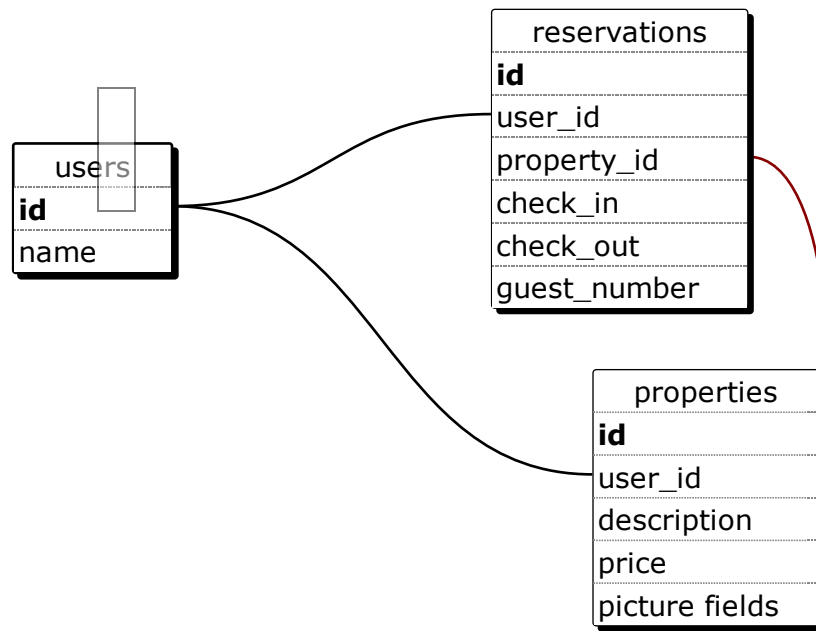 users
id
name
reservations
id
user_id
property_id
check_in
check_out
guest_number
properties
id
user_id
description
price
picture fields